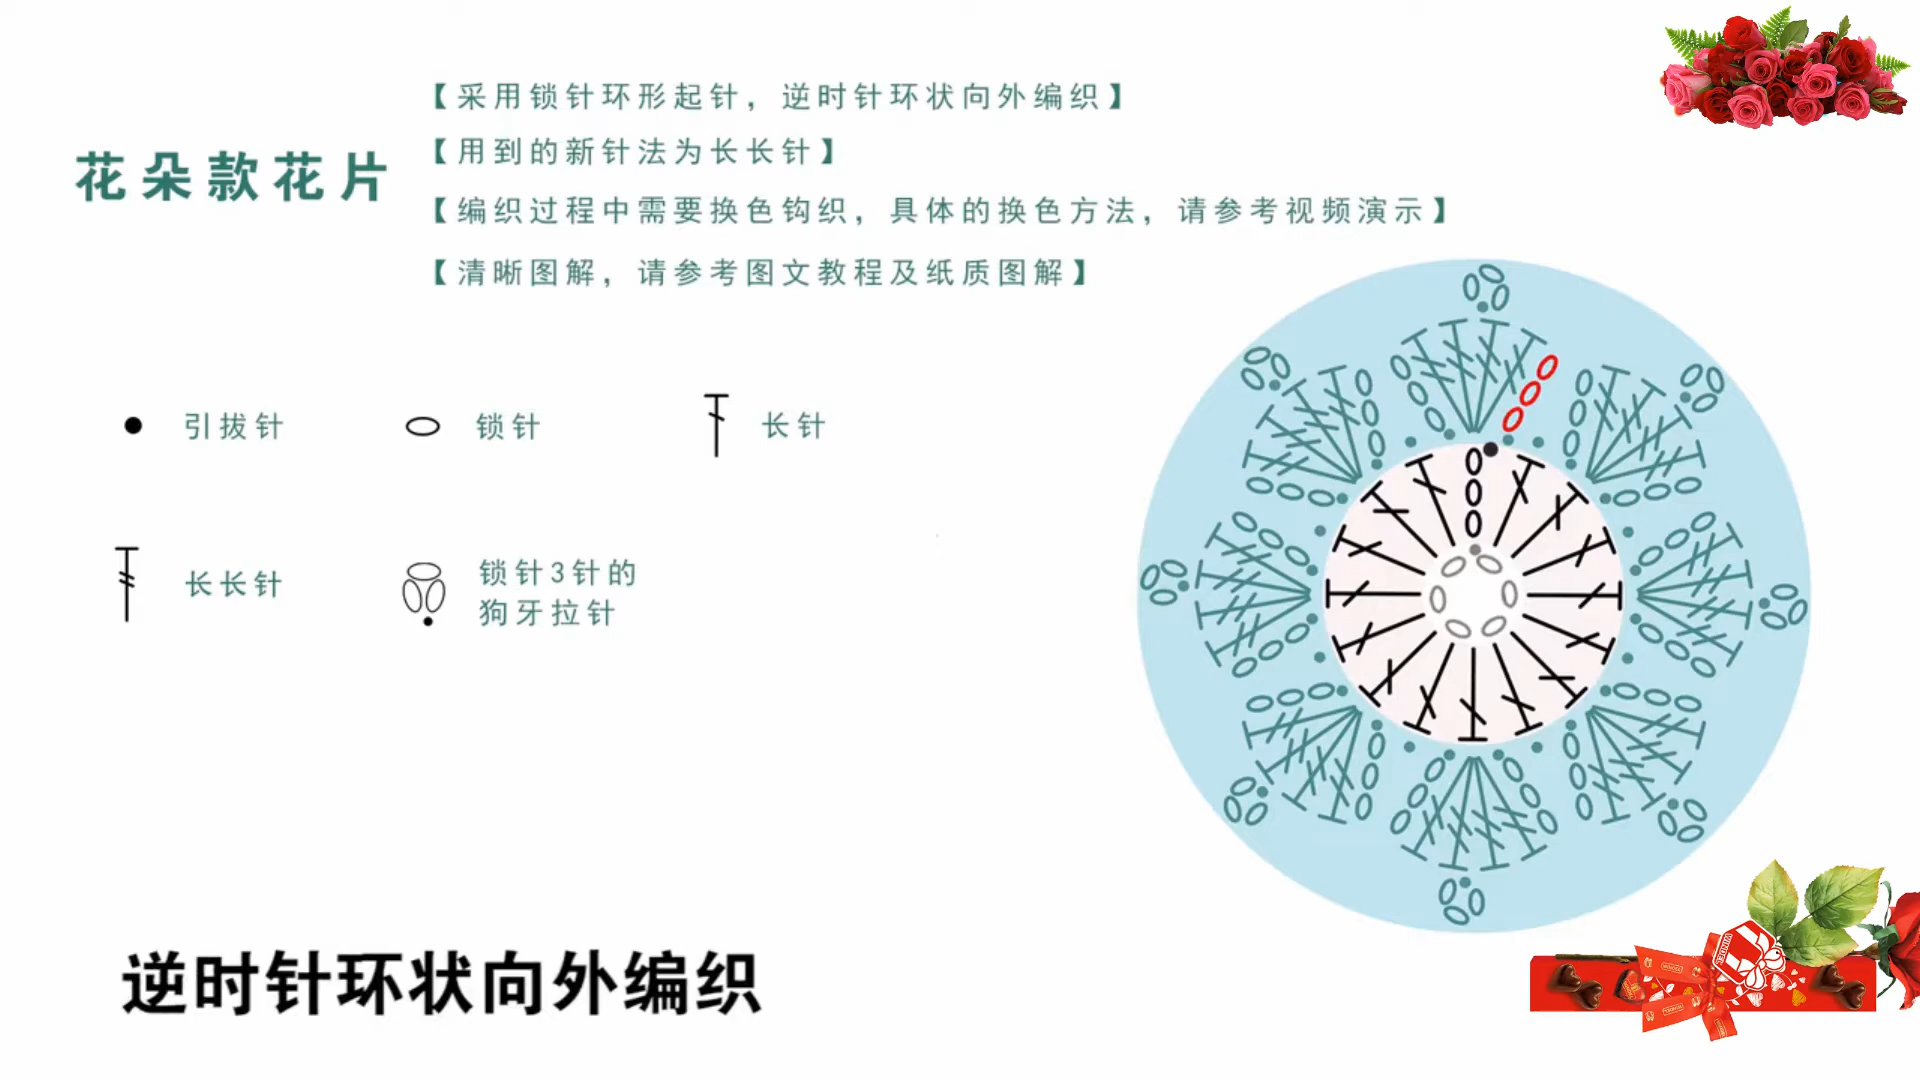 【采用锁针环形起针，逆时针环状向外编织】
花朵款花片
【用到的新针法为长长针】
【编织过程中需要换色钩织，具体的换色方法，请参考视频演示】
【清晰图解，请参考图文教程及纸质图解】
引拔针
锁针
长针
长长针
锁针3针的
狗牙拉针
逆时针环状向外编织